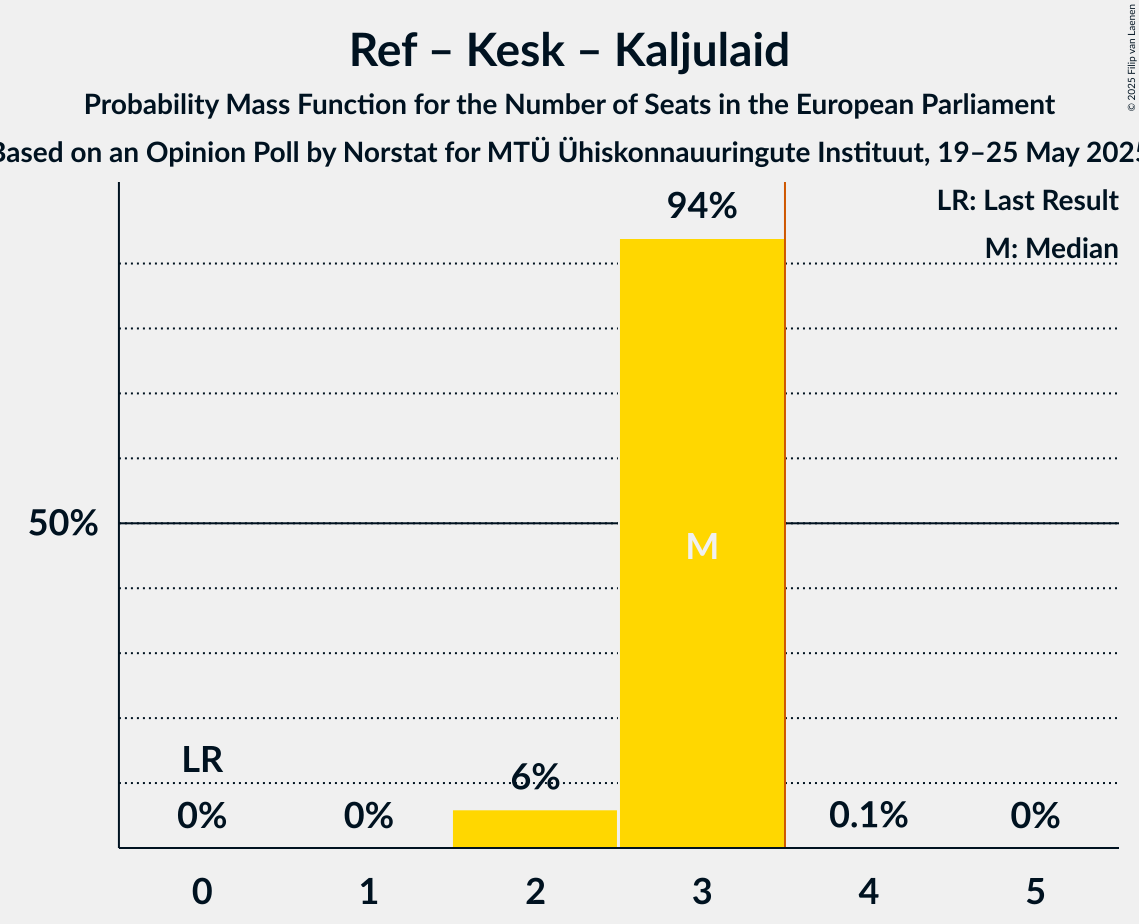 Ref – Kesk – Kaljulaid
Probability Mass Function for the Number of Seats in the European Parliament
Based on an Opinion Poll by Norstat for MTÜ Ühiskonnauuringute Instituut, 19–25 May 2025
© 2025 Filip van Laenen
LR: Last Result
M: Median
94%
50%
M
LR
6%
0% 0% 0.1% 0%
0 1 2 3 4 5